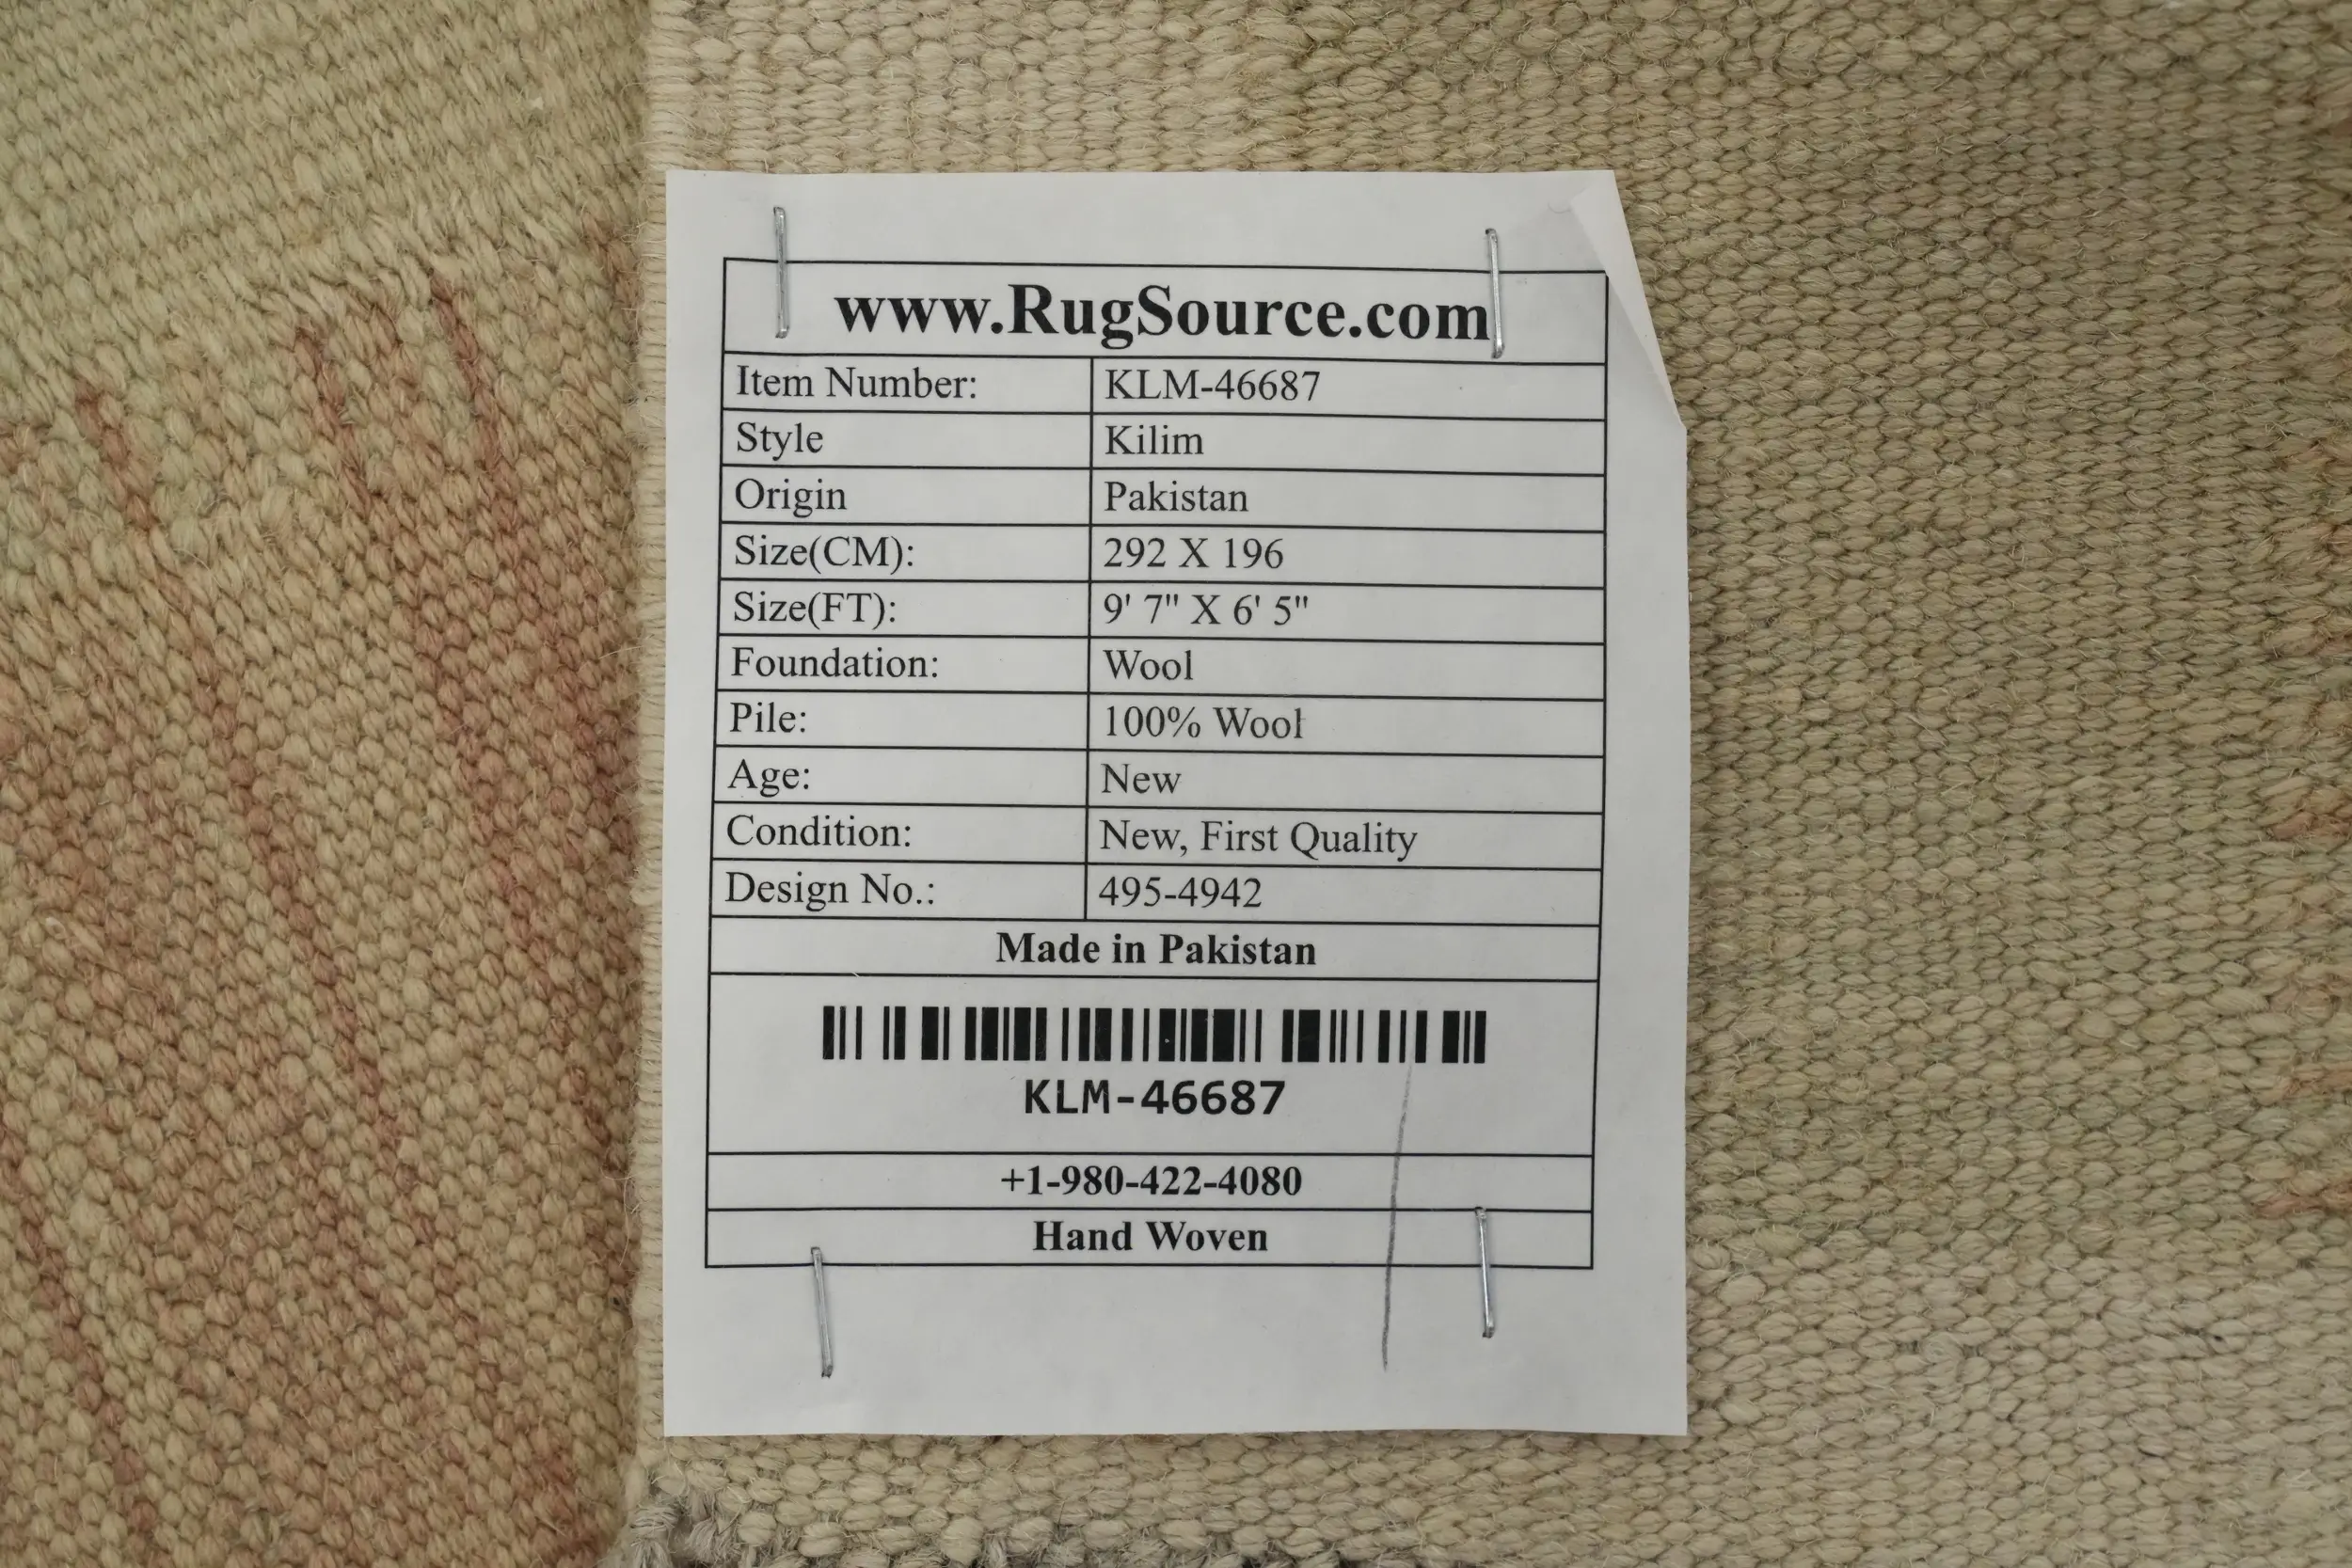 www.RugSource.com
Item Number: KLM-46687
Style Kilim
Origin Pakistan
Size(CM): 292 X 196
Size(FT): 9' 7" X 6' 5"
Foundation: Wool
Pile: 100% Wool
Age: New
Condition: New, First Quality
Design No.: 495-4942
Made in Pakistan
KLM-46687
+1-980-422-4080
Hand Woven